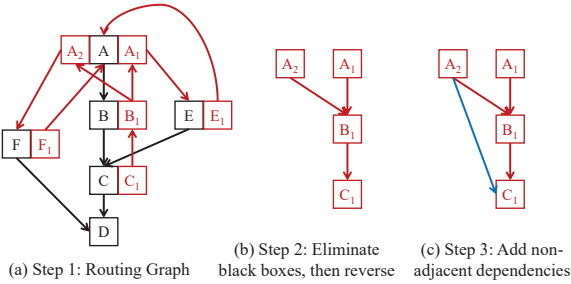 A₂ A A₁
B B₁ E E₁
F F₁
C C₁
D
(a) Step 1: Routing Graph
A₂ A₁
B₁
C₁
(b) Step 2: Eliminate
black boxes, then reverse
A₂ A₁
B₁
C₁
(c) Step 3: Add non-
adjacent dependencies